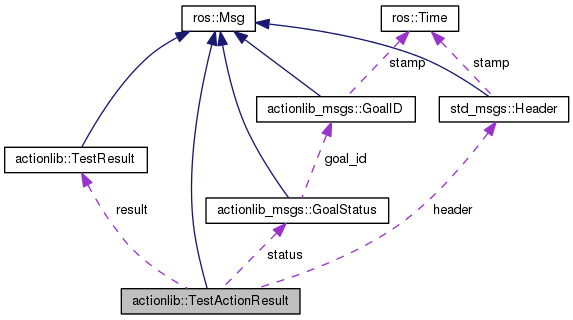 ros::Msg
ros::Time
stamp
stamp
actionlib_msgs::GoalID
std_msgs::Header
actionlib::TestResult
goal_id
result
actionlib_msgs::GoalStatus
header
status
actionlib::TestActionResult